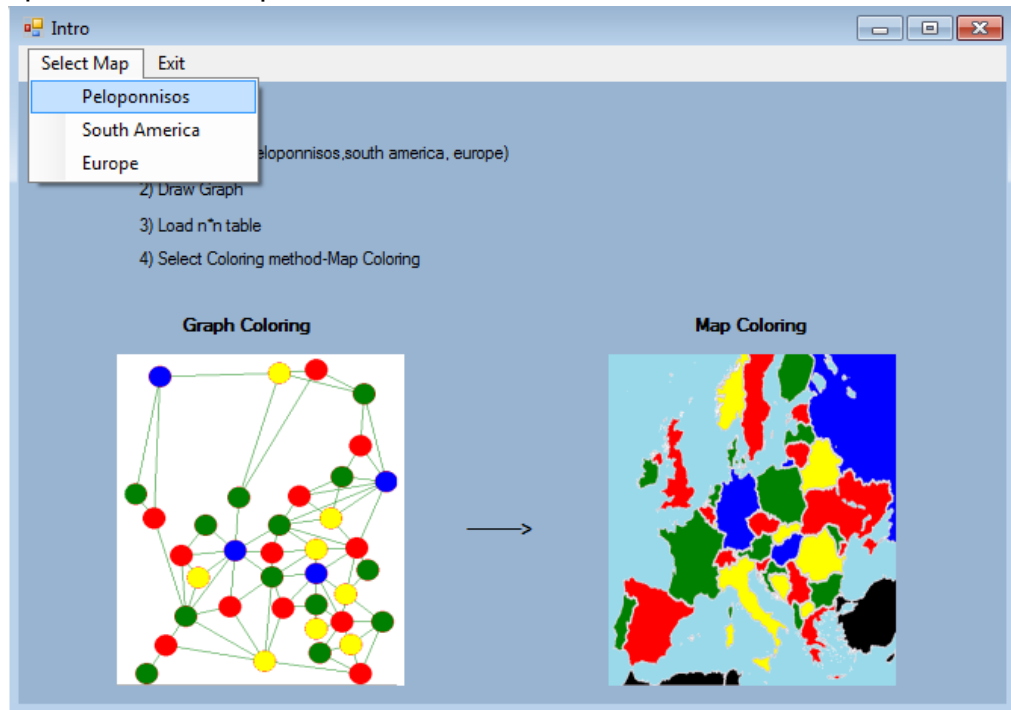 Intro
Select Map Exit
Peloponnisos
South America
Europe
eloponnisos,south america, europe)
2) Draw Graph
3) Load n*n table
4) Select Coloring method-Map Coloring
Graph Coloring
Map Coloring